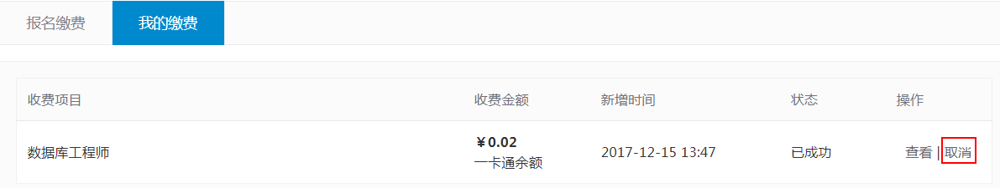 报名缴费 我的缴费
收费项目 收费金额 新增时间 状态 操作
数据库工程师 ￥0.02 一卡通余额 2017-12-15 13:47 已成功 查看 | 取消